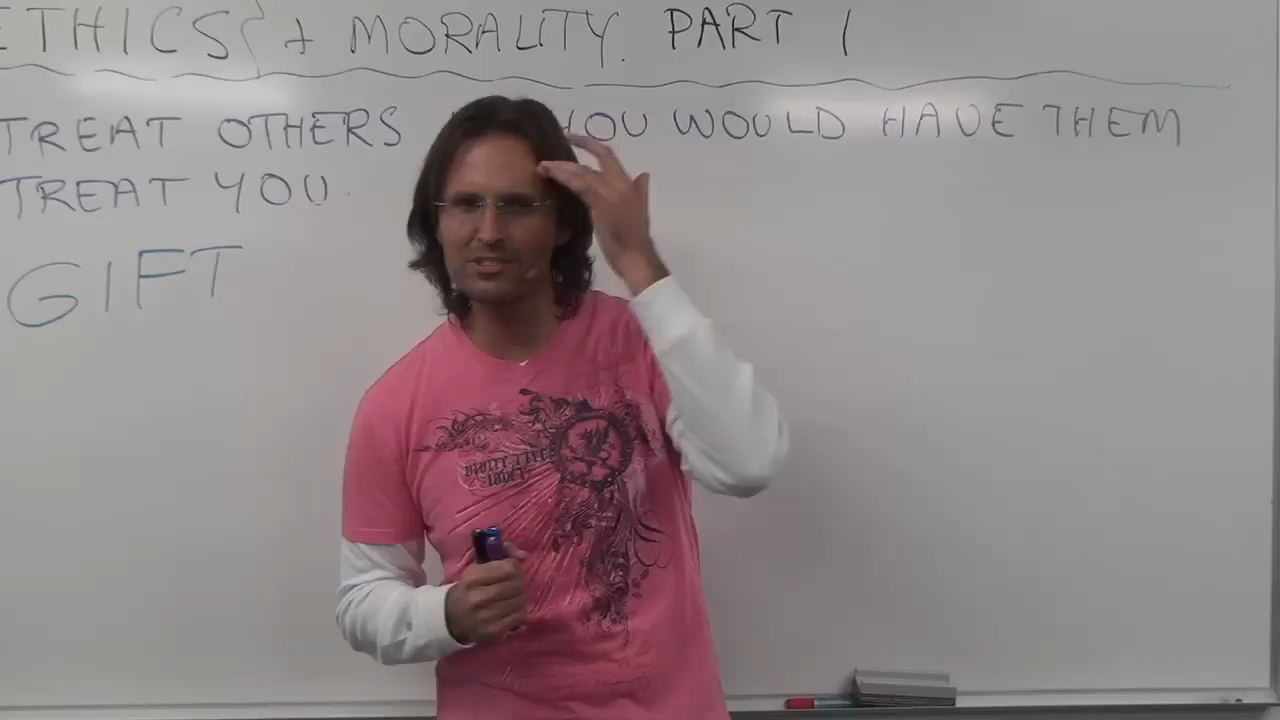 ETHICS} + MORALITY. PART 1
TREAT OTHERS YOU WOULD HAVE THEM
TREAT YOU.
GIFT